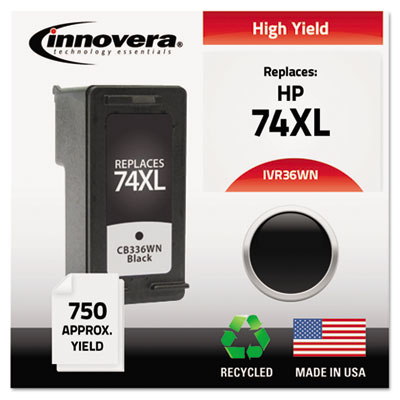 innovera®
technology essentials™
High Yield
Replaces:
HP
74XL
IVR36WN
REPLACES
74XL
CB336WN
Black
750
APPROX.
YIELD
RECYCLED
MADE IN USA